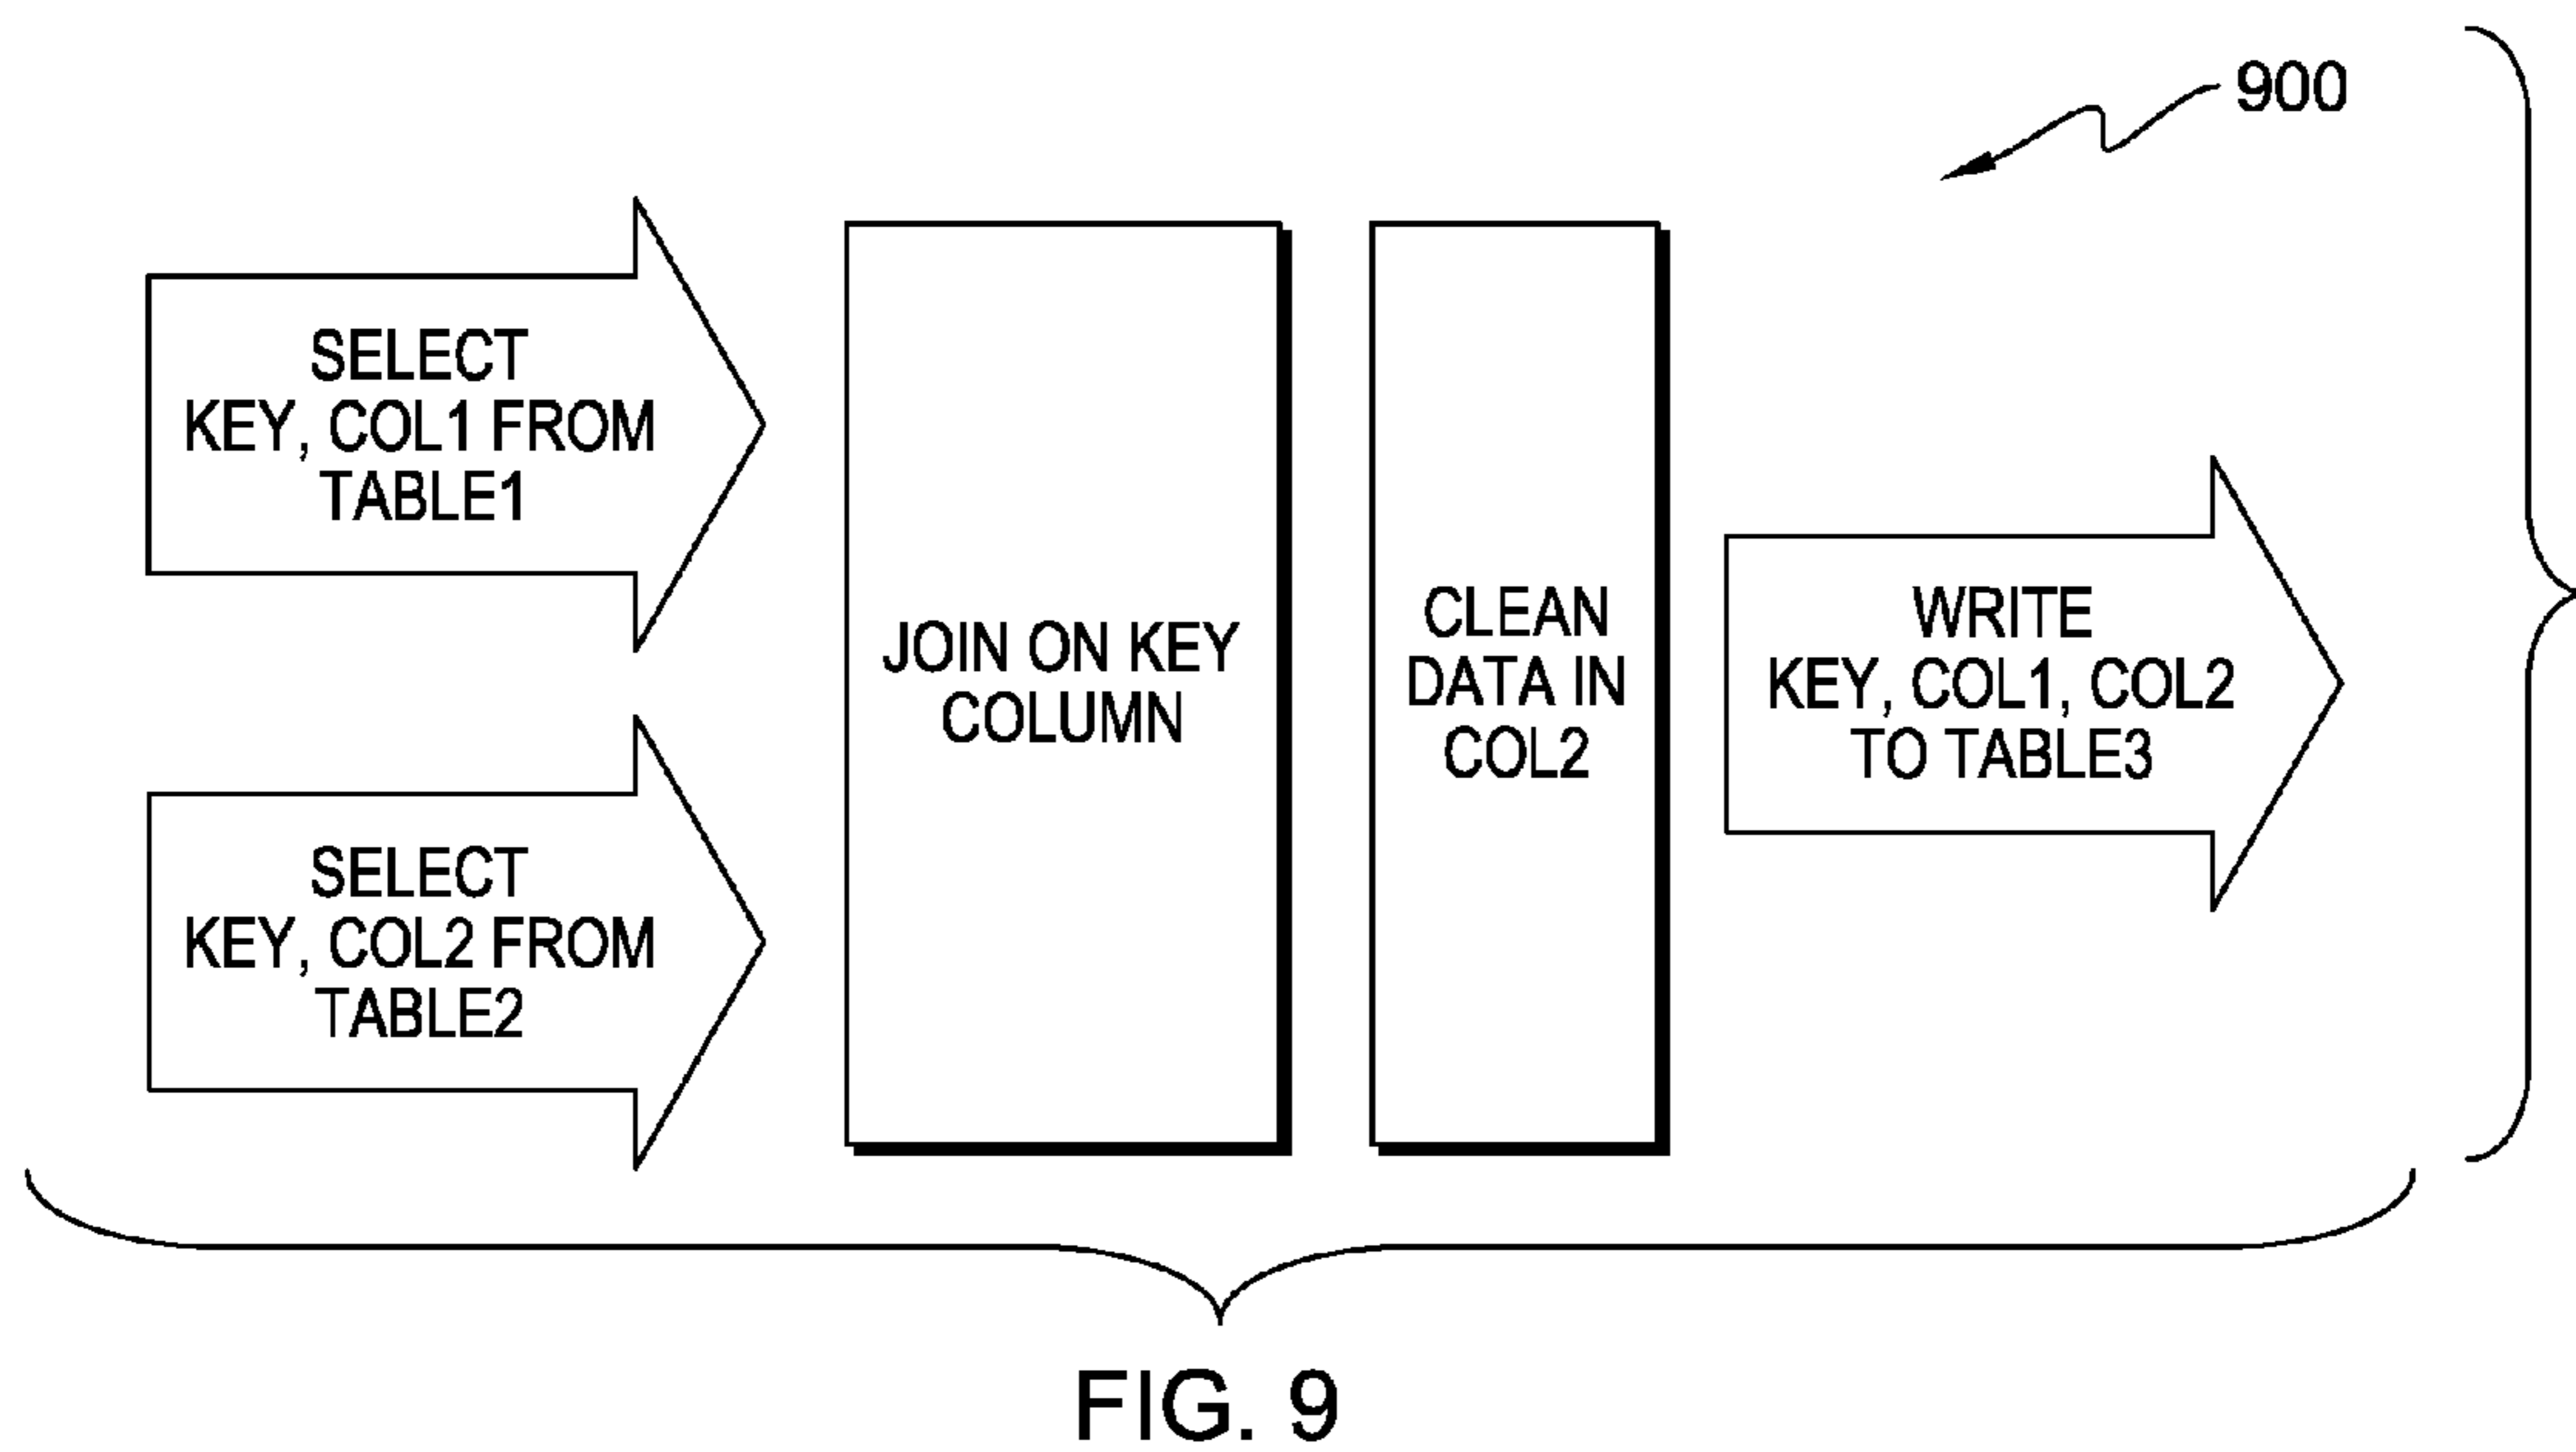 900
SELECT
KEY, COL1 FROM
TABLE1
SELECT
KEY, COL2 FROM
TABLE2
JOIN ON KEY
COLUMN
CLEAN
DATA IN
COL2
WRITE
KEY, COL1, COL2
TO TABLE3
FIG. 9